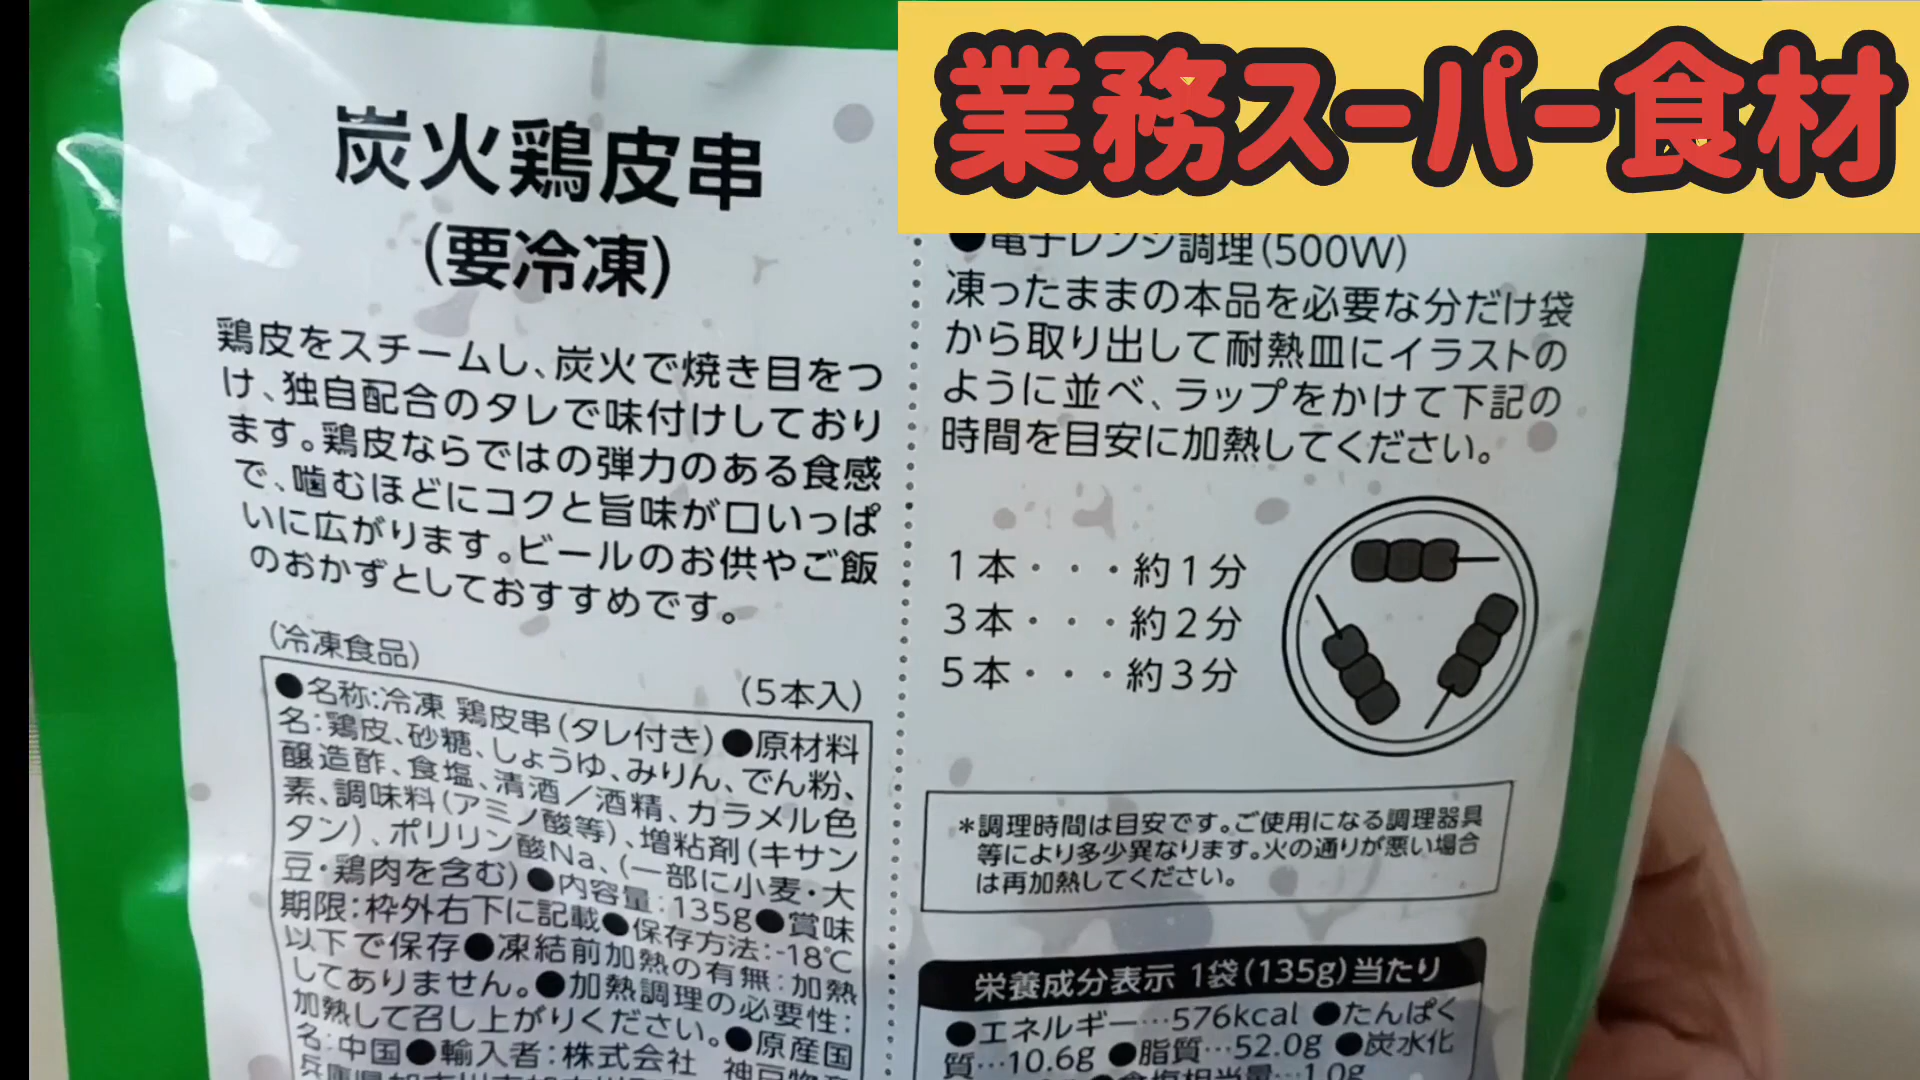 業務スーパー食材
炭火鶏皮串
(要冷凍)
鶏皮をスチームし、炭火で焼き目をつ
け、独自配合のタレで味付けしており
ます。鶏皮ならではの弾力のある食感
で、噛むほどにコクと旨味が口いっぱ
いに広がります。ビールのお供やご飯
のおかずとしておすすめです。
(冷凍食品)
(5本入)
●名称:冷凍 鶏皮串(タレ付き)●原材料
名:鶏皮、砂糖、しょうゆ、みりん、でん粉、
醸造酢、食塩、清酒/酒精、カラメル色
素、調味料(アミノ酸等)、増粘剤(キサン
タン)、ポリリン酸Na、(一部に小麦・大
豆・鶏肉を含む)●内容量:135g●賞味
期限:枠外右下に記載●保存方法:-18℃
以下で保存●凍結前加熱の有無:加熱
してありません。●加熱調理の必要性:
加熱して召し上がりください。●原産国
名:中国●輸入者:株式会社 神戸物産
●電子レンジ調理(500W)
凍ったままの本品を必要な分だけ袋
から取り出して耐熱皿にイラストの
ように並べ、ラップをかけて下記の
時間を目安に加熱してください。
1本・・・約1分
3本・・・約2分
5本・・・約3分
*調理時間は目安です。ご使用になる調理器具
等により多少異なります。火の通りが悪い場合
は再加熱してください。
栄養成分表示 1袋(135g)当たり
●エネルギー…576kcal ●たんぱく
質…10.6g ●脂質…52.0g ●炭水化
●食塩相当量…1.0g